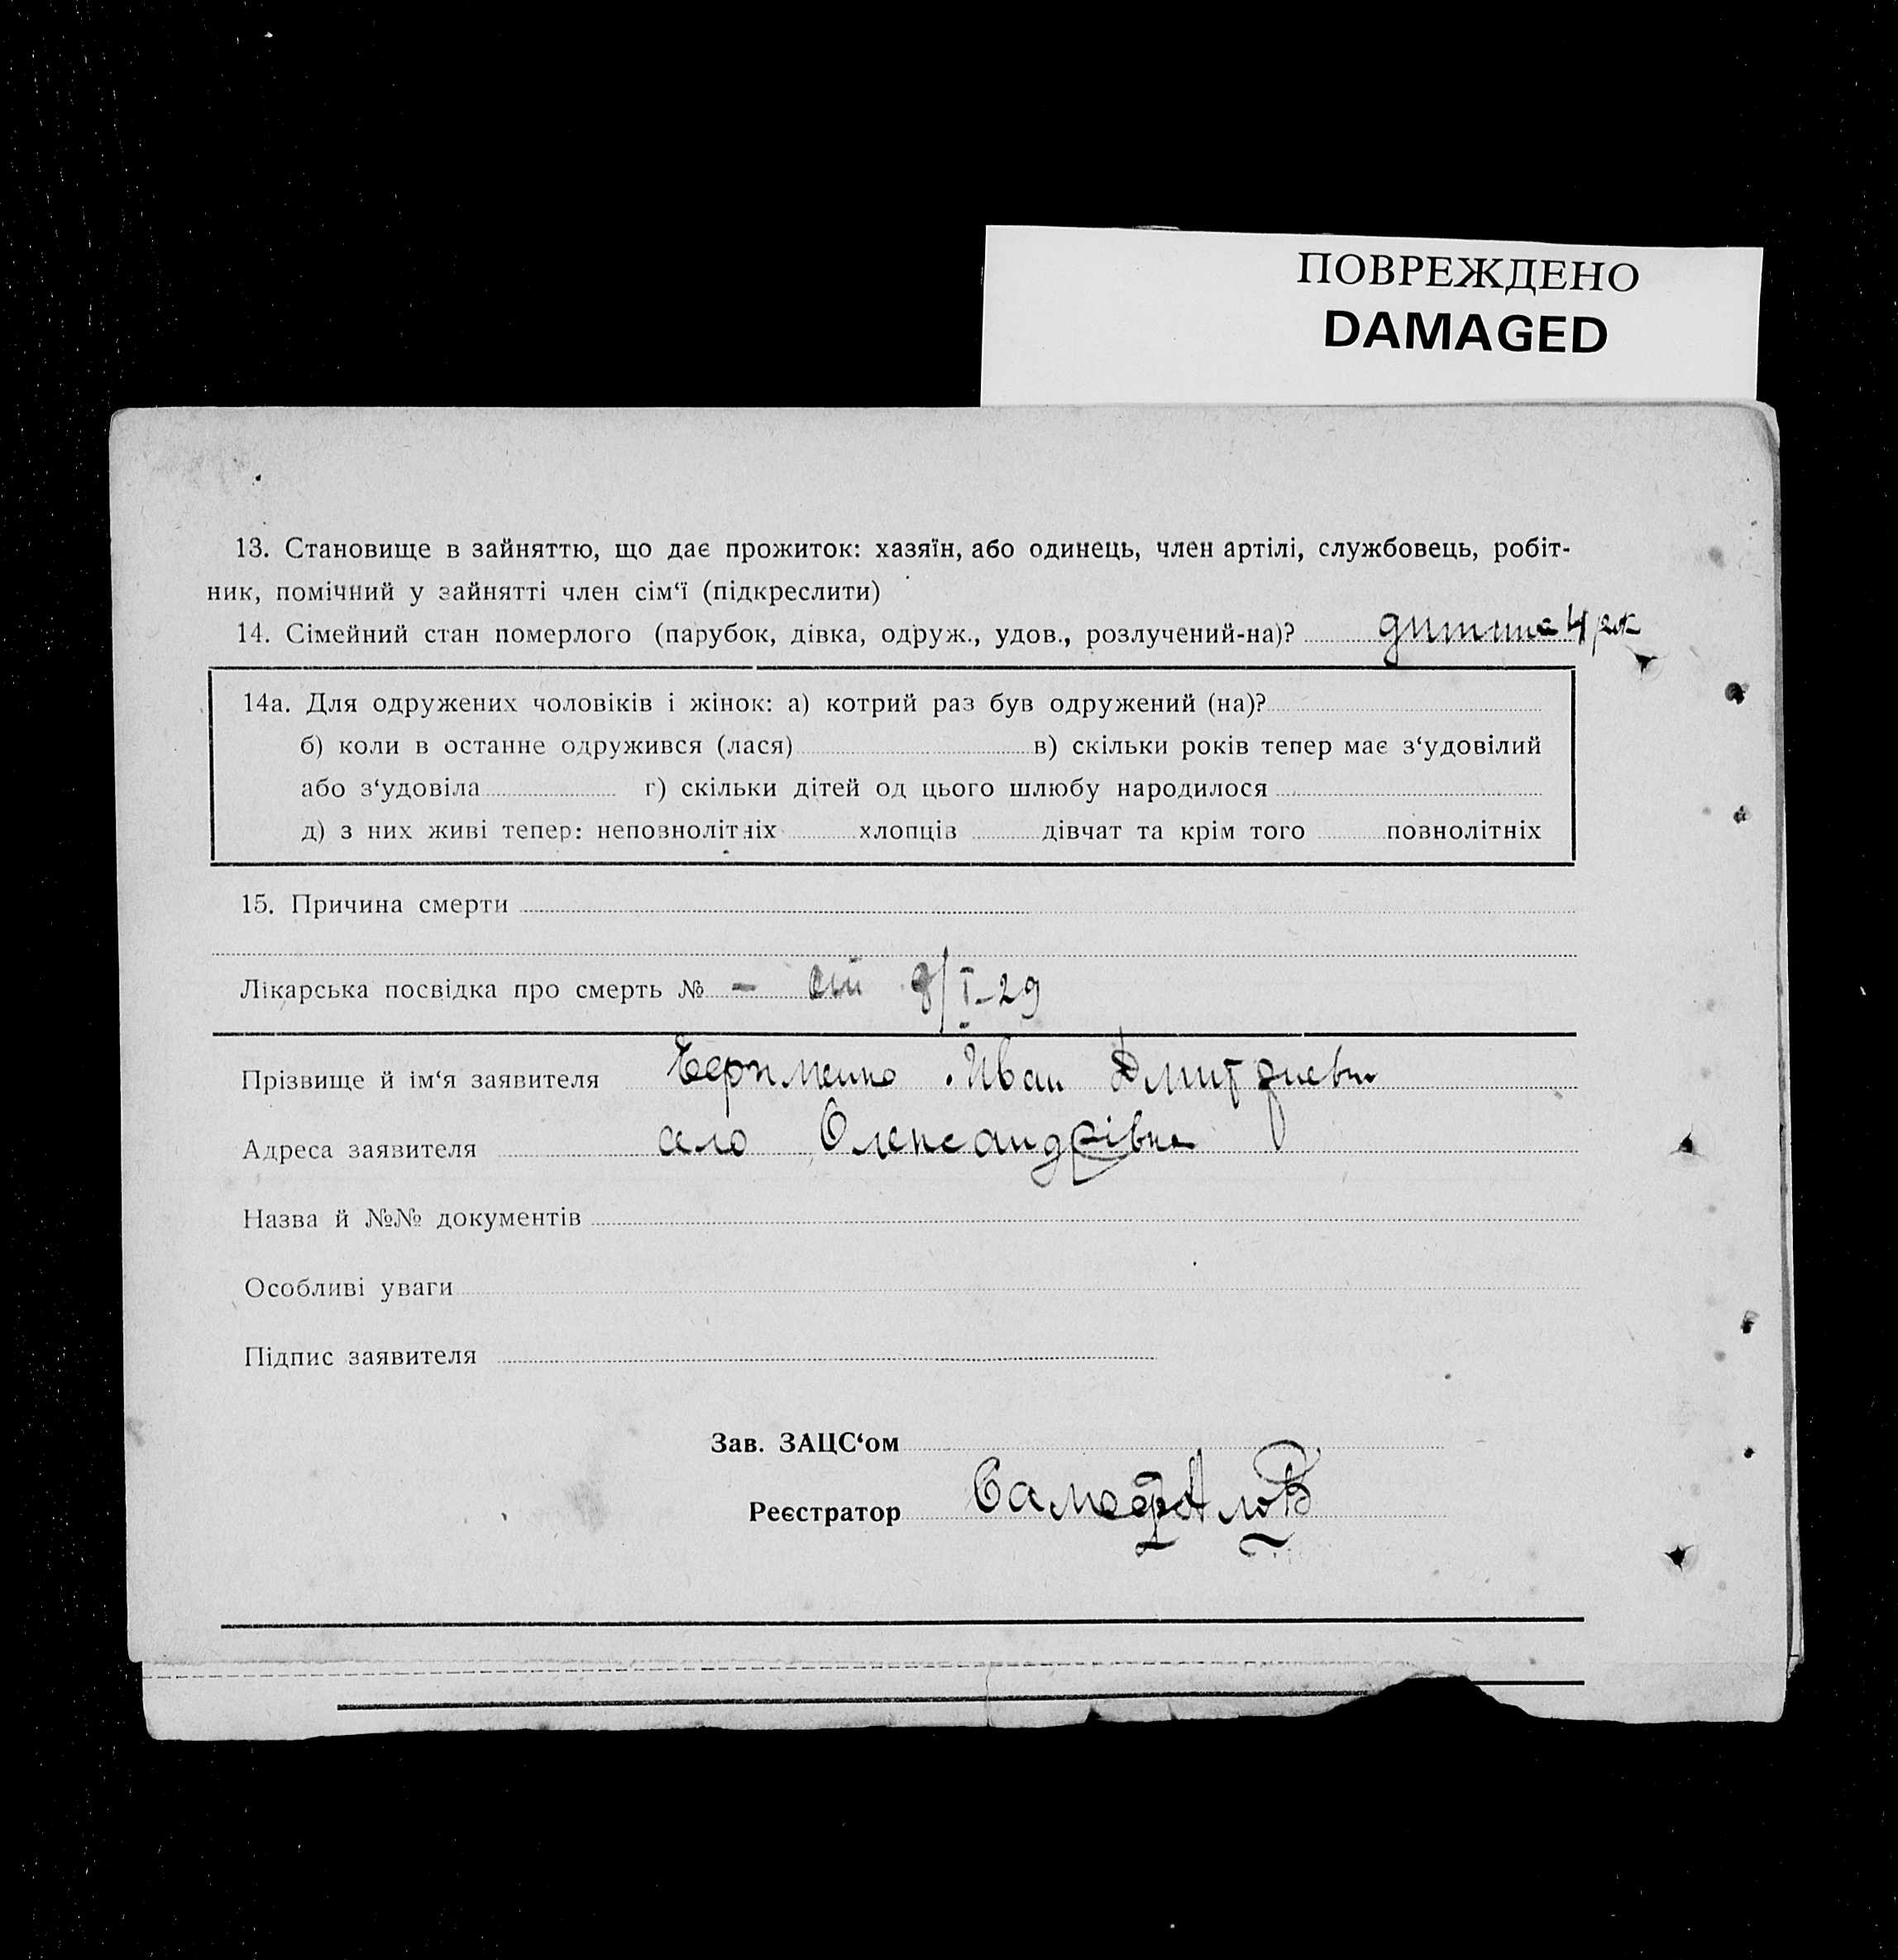 ПОВРЕЖДЕНО
DAMAGED
13. Становище в зайняттю, що дає прожиток: хазяїн, або одинець, член артілі, службовець, робіт-
ник, помічний у зайнятті член сім‘ї (підкреслити)
14. Сімейний стан померлого (парубок, дівка, одруж., удов., розлучений-на)? дитина 4 рок
14а. Для одружених чоловіків і жінок: а) котрий раз був одружений (на)?
б) коли в останнє одружився (лася) в) скільки років тепер має з‘удовілий
або з‘удовіла г) скільки дітей од цього шлюбу народилося
д) з них живі тепер: неповнолітніх хлопців дівчат та крім того повнолітніх
15. Причина смерти
Лікарська посвідка про смерть № – 8/I-29
Прізвище й ім‘я заявителя Иван
Адреса заявителя село Олександрівка
Назва й №№ документів
Особливі уваги
Підпис заявителя
Зав. ЗАЦС‘ом
Реєстратор